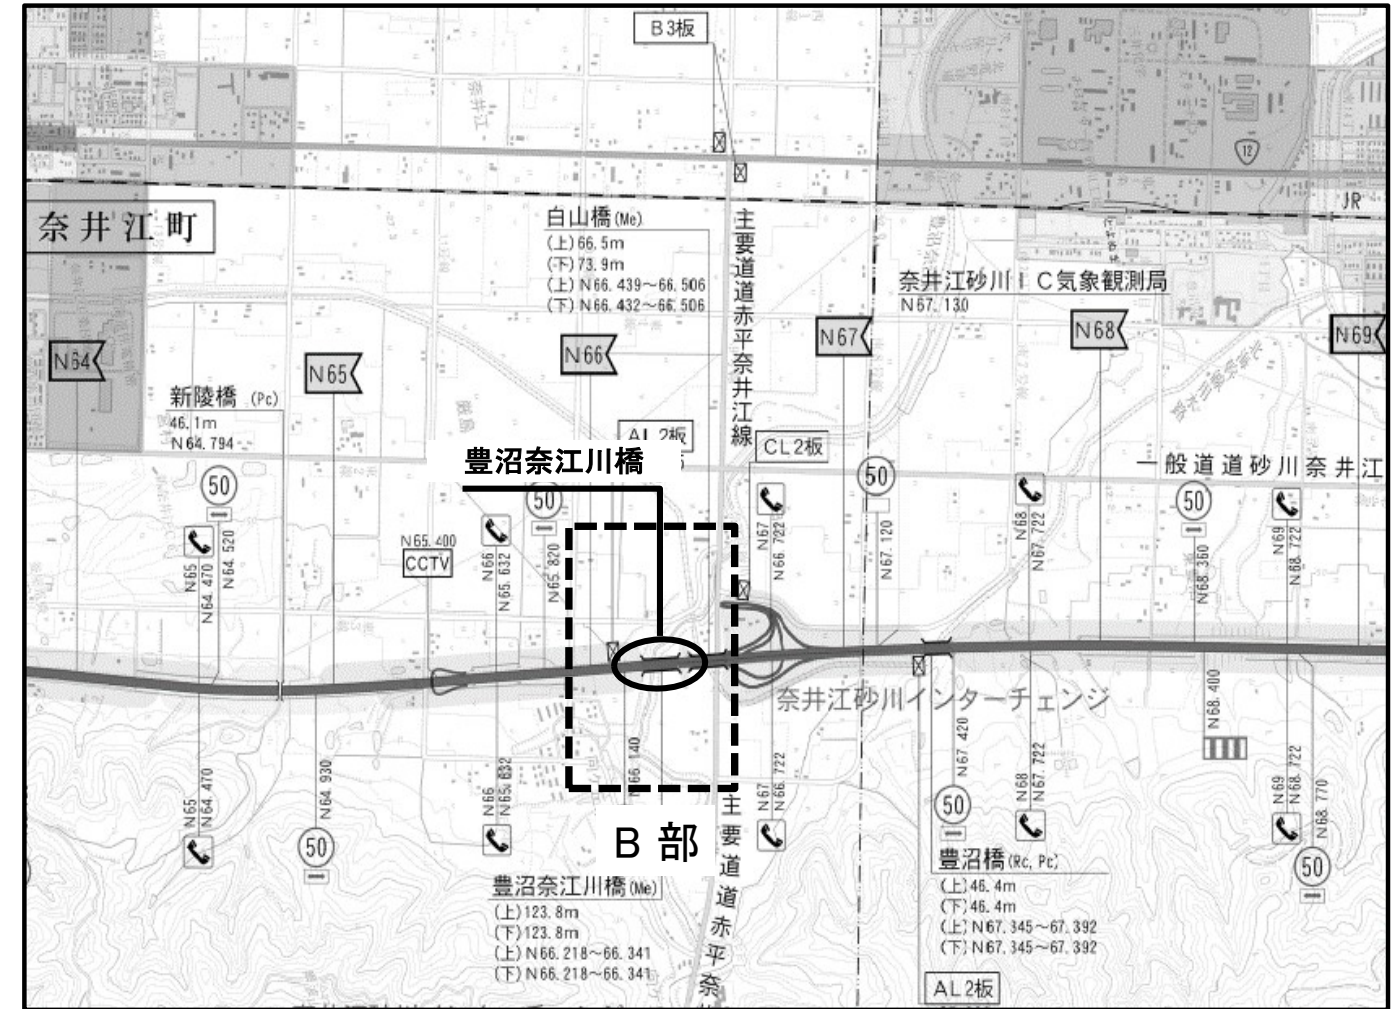 B3板
12
JR
奈井江町
白山橋(Me)
(上)66.5m
(下)73.9m
(上)N66.439～66.506
(下)N66.432～66.506
主要道道赤平奈井江線
奈井江砂川IC気象観測局
N67.130
N64
N65
N66
N67
N68
N69
新陵橋 (Pc)
46.1m
N64.794
AL2板
豊沼奈江川橋
CL2板
一般道道砂川奈井江
50
N64.520
N65
N64.470
N65.400
CCTV
N66
N65.632
50
N65.820
N67
N66.722
50
N67.120
N68
N67.722
50
N68.360
N69
N68.722
奈井江砂川インターチェンジ
N65
N64.470
N64.930
50
N66
N65.632
N66.140
B部
N67
N66.722
主要道道赤平奈井
N67.420
50
N68
N67.722
N68.400
N69
N68.722
N68.770
50
豊沼奈江川橋(Me)
(上)123.8m
(下)123.8m
(上)N66.218～66.341
(下)N66.218～66.341
豊沼橋(Rc,Pc)
(上)46.4m
(下)46.4m
(上)N67.345～67.392
(下)N67.345～67.392
AL2板